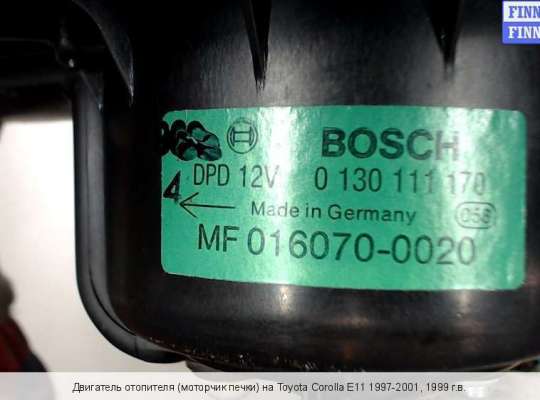 FINN
FINN
BOSCH
DPD 12V 0 130 111 170
4
Made in Germany 056
MF 016070-0020
Двигатель отопителя (моторчик печки) на Toyota Corolla E11 1997-2001, 1999 г.в.